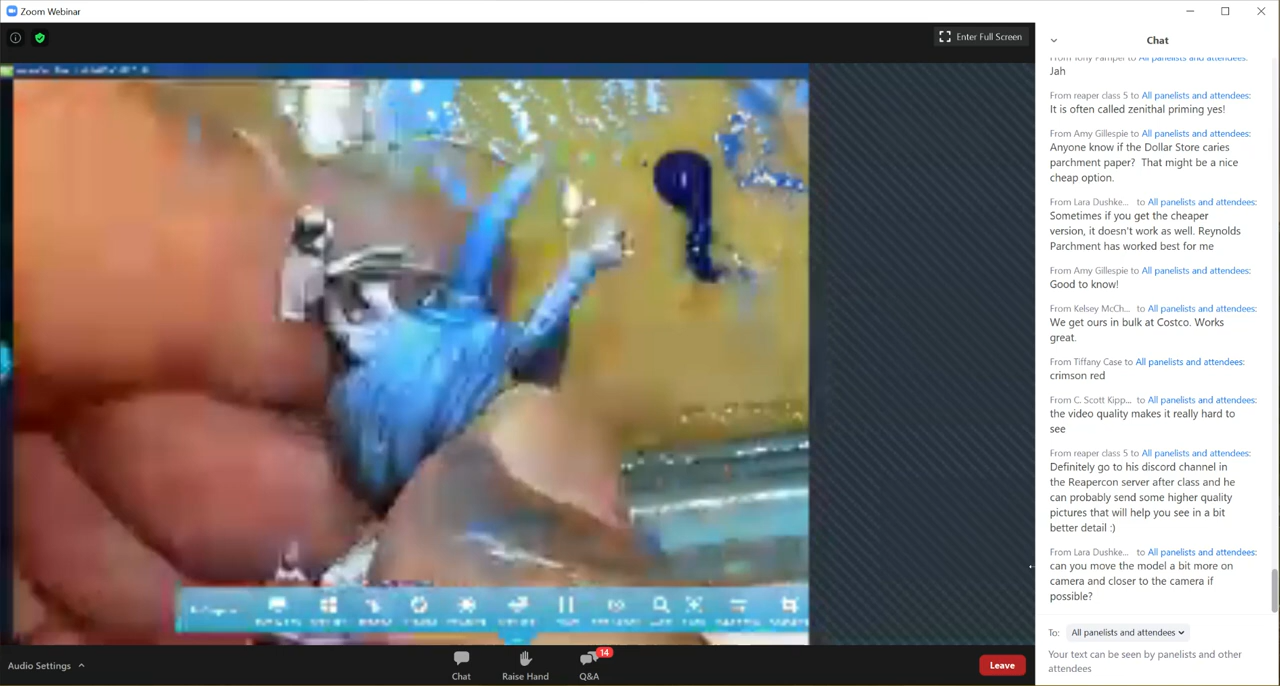 Zoom Webinar
Enter Full Screen
Chat
Jah
From reaper class 5 to All panelists and attendees:
It is often called zenithal priming yes!
From Amy Gillespie to All panelists and attendees:
Anyone know if the Dollar Store caries
parchment paper? That might be a nice
cheap option.
From Lara Dushke... to All panelists and attendees:
Sometimes if you get the cheaper
version, it doesn't work as well. Reynolds
Parchment has worked best for me
From Amy Gillespie to All panelists and attendees:
Good to know!
From Kelsey McCh... to All panelists and attendees:
We get ours in bulk at Costco. Works
great.
From Tiffany Case to All panelists and attendees:
crimson red
From C. Scott Kipp... to All panelists and attendees:
the video quality makes it really hard to
see
From reaper class 5 to All panelists and attendees:
Definitely go to his discord channel in
the Reapercon server after class and he
can probably send some higher quality
pictures that will help you see in a bit
better detail :)
From Lara Dushke... to All panelists and attendees:
can you move the model a bit more on
camera and closer to the camera if
possible?
To: All panelists and attendees
Your text can be seen by panelists and other
attendees
Audio Settings
Chat
Raise Hand
14
Q&A
Leave